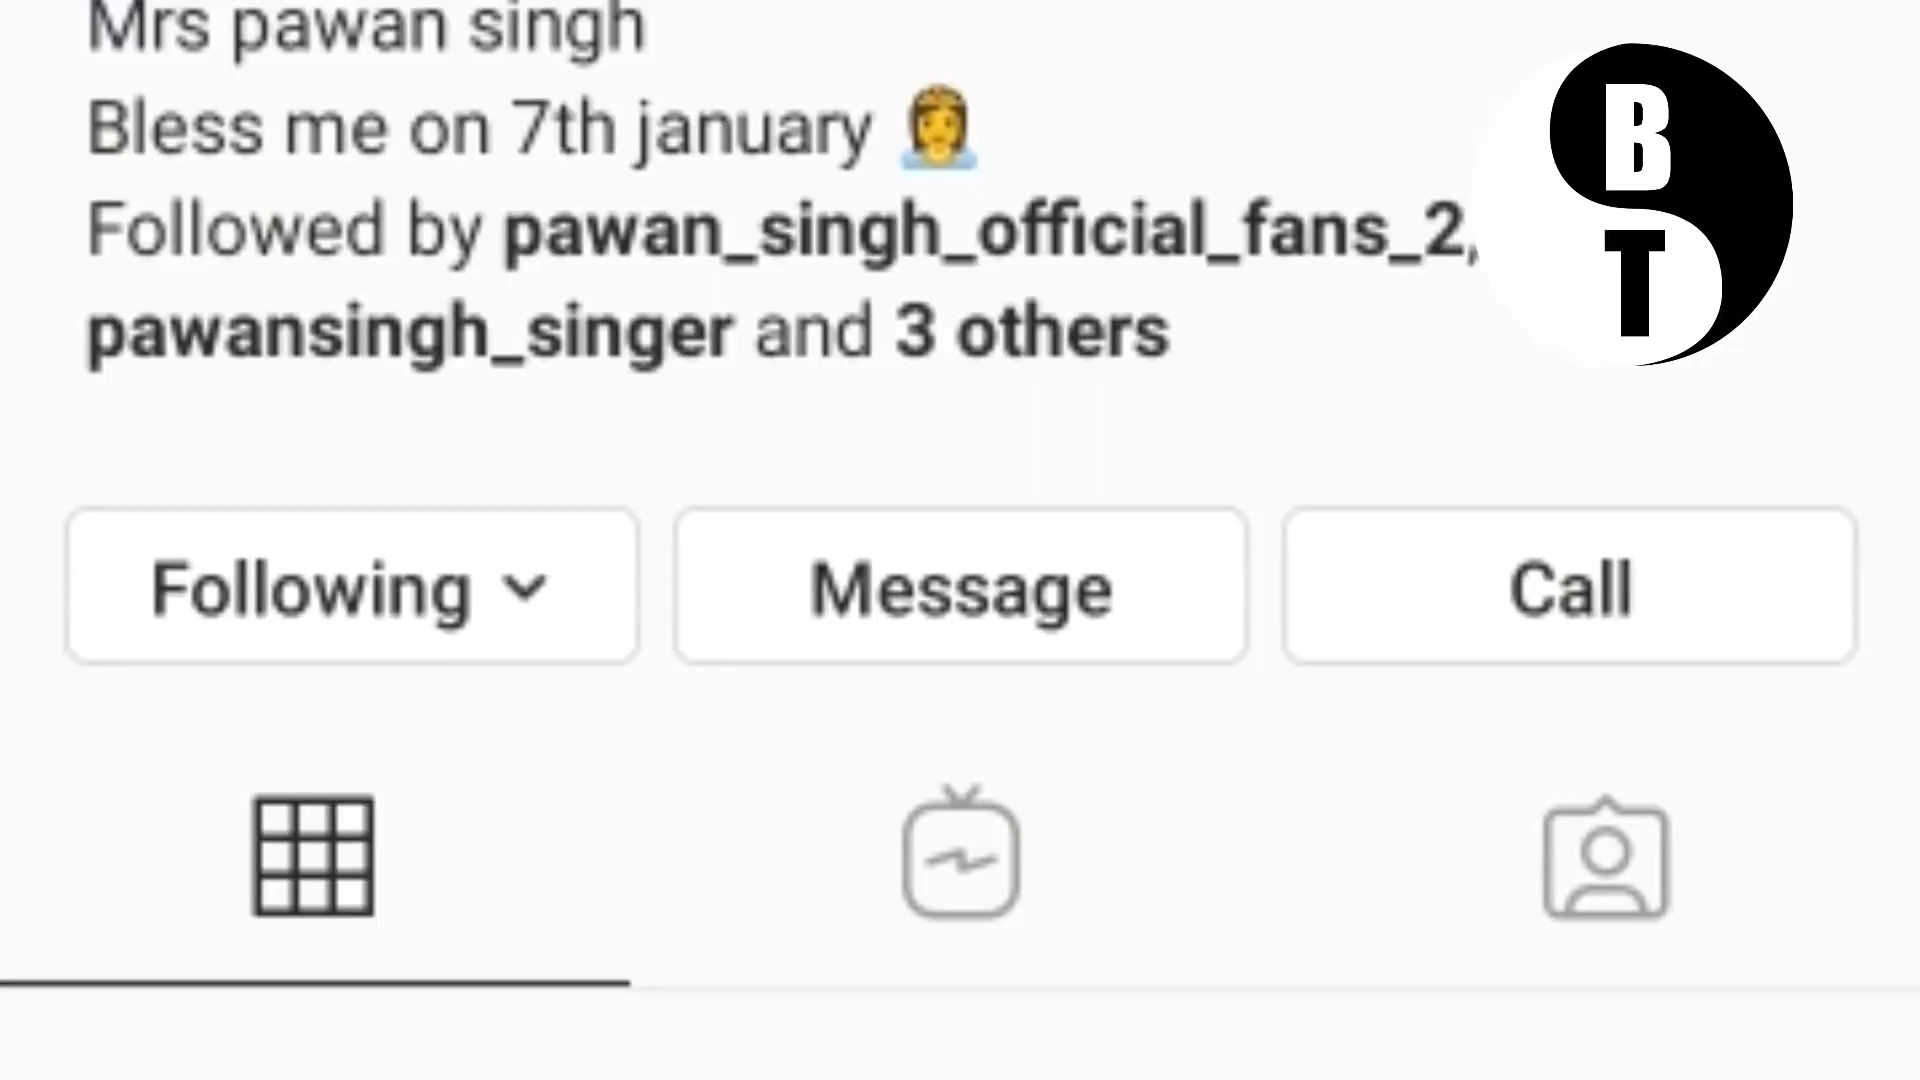 Mrs pawan singh
Bless me on 7th january 💆‍♀️
Followed by pawan_singh_official_fans_2,
pawansingh_singer and 3 others
B
T
Following
Message
Call